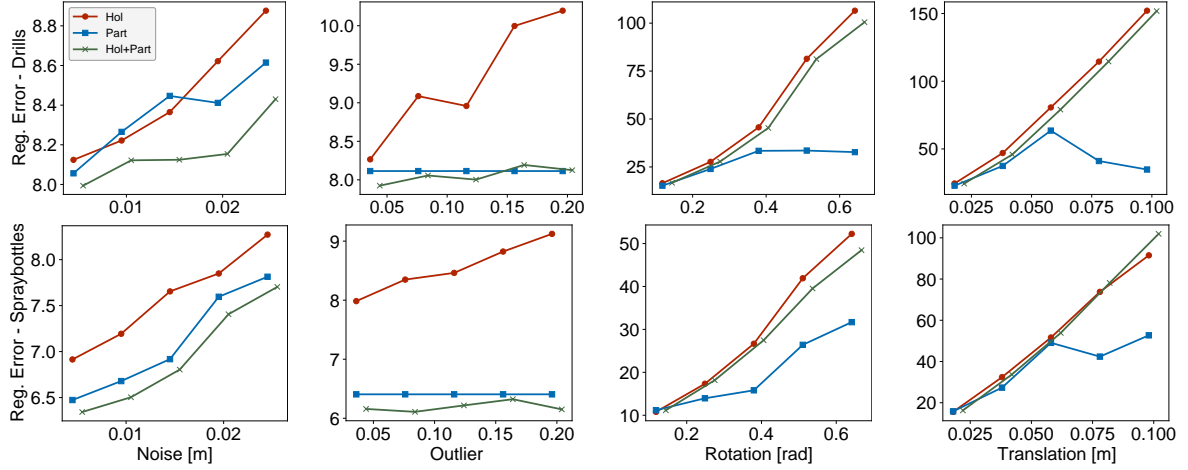 Reg. Error - Drills
8.8
8.6
8.4
8.2
8.0
Hol
Part
Hol+Part
0.01 0.02
10.0
9.5
9.0
8.5
8.0
0.05 0.10 0.15 0.20
100
75
50
25
0.2 0.4 0.6
150
100
50
0.025 0.050 0.075 0.100
Reg. Error - Spraybottles
8.0
7.5
7.0
6.5
0.01 0.02
Noise [m]
9
8
7
6
0.05 0.10 0.15 0.20
Outlier
50
40
30
20
10
0.2 0.4 0.6
Rotation [rad]
100
80
60
40
20
0.025 0.050 0.075 0.100
Translation [m]